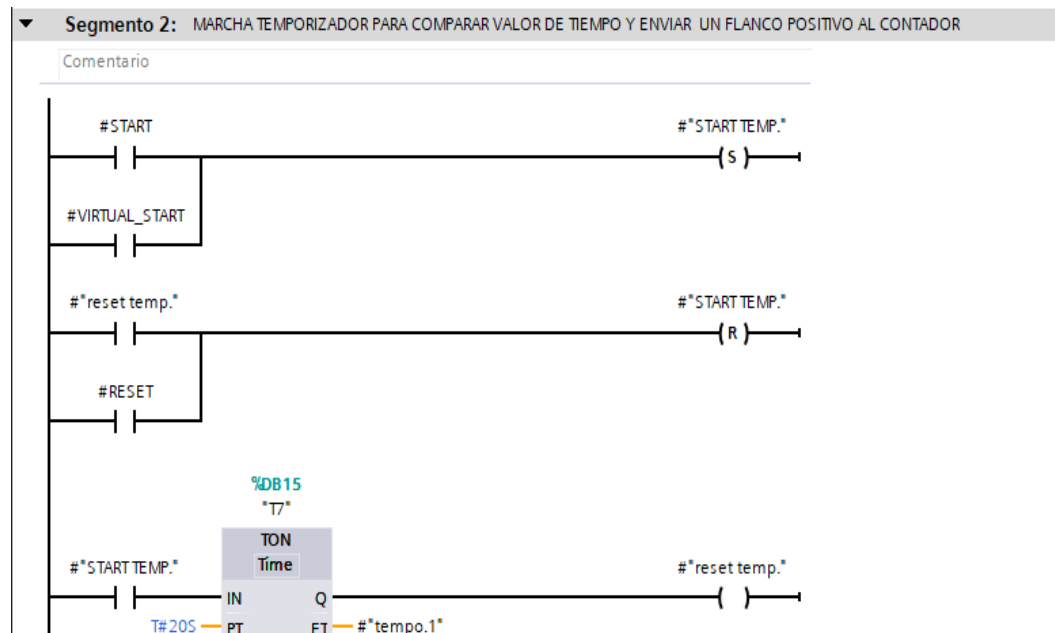 Segmento 2: MARCHA TEMPORIZADOR PARA COMPARAR VALOR DE TIEMPO Y ENVIAR UN FLANCO POSITIVO AL CONTADOR
Comentario
#START #"START TEMP."
S
#VIRTUAL_START
#"reset temp." #"START TEMP."
R
#RESET
%DB15
"T7"
TON
#"START TEMP." Time #"reset temp."
IN Q
T#20S PT ET #"tempo.1"